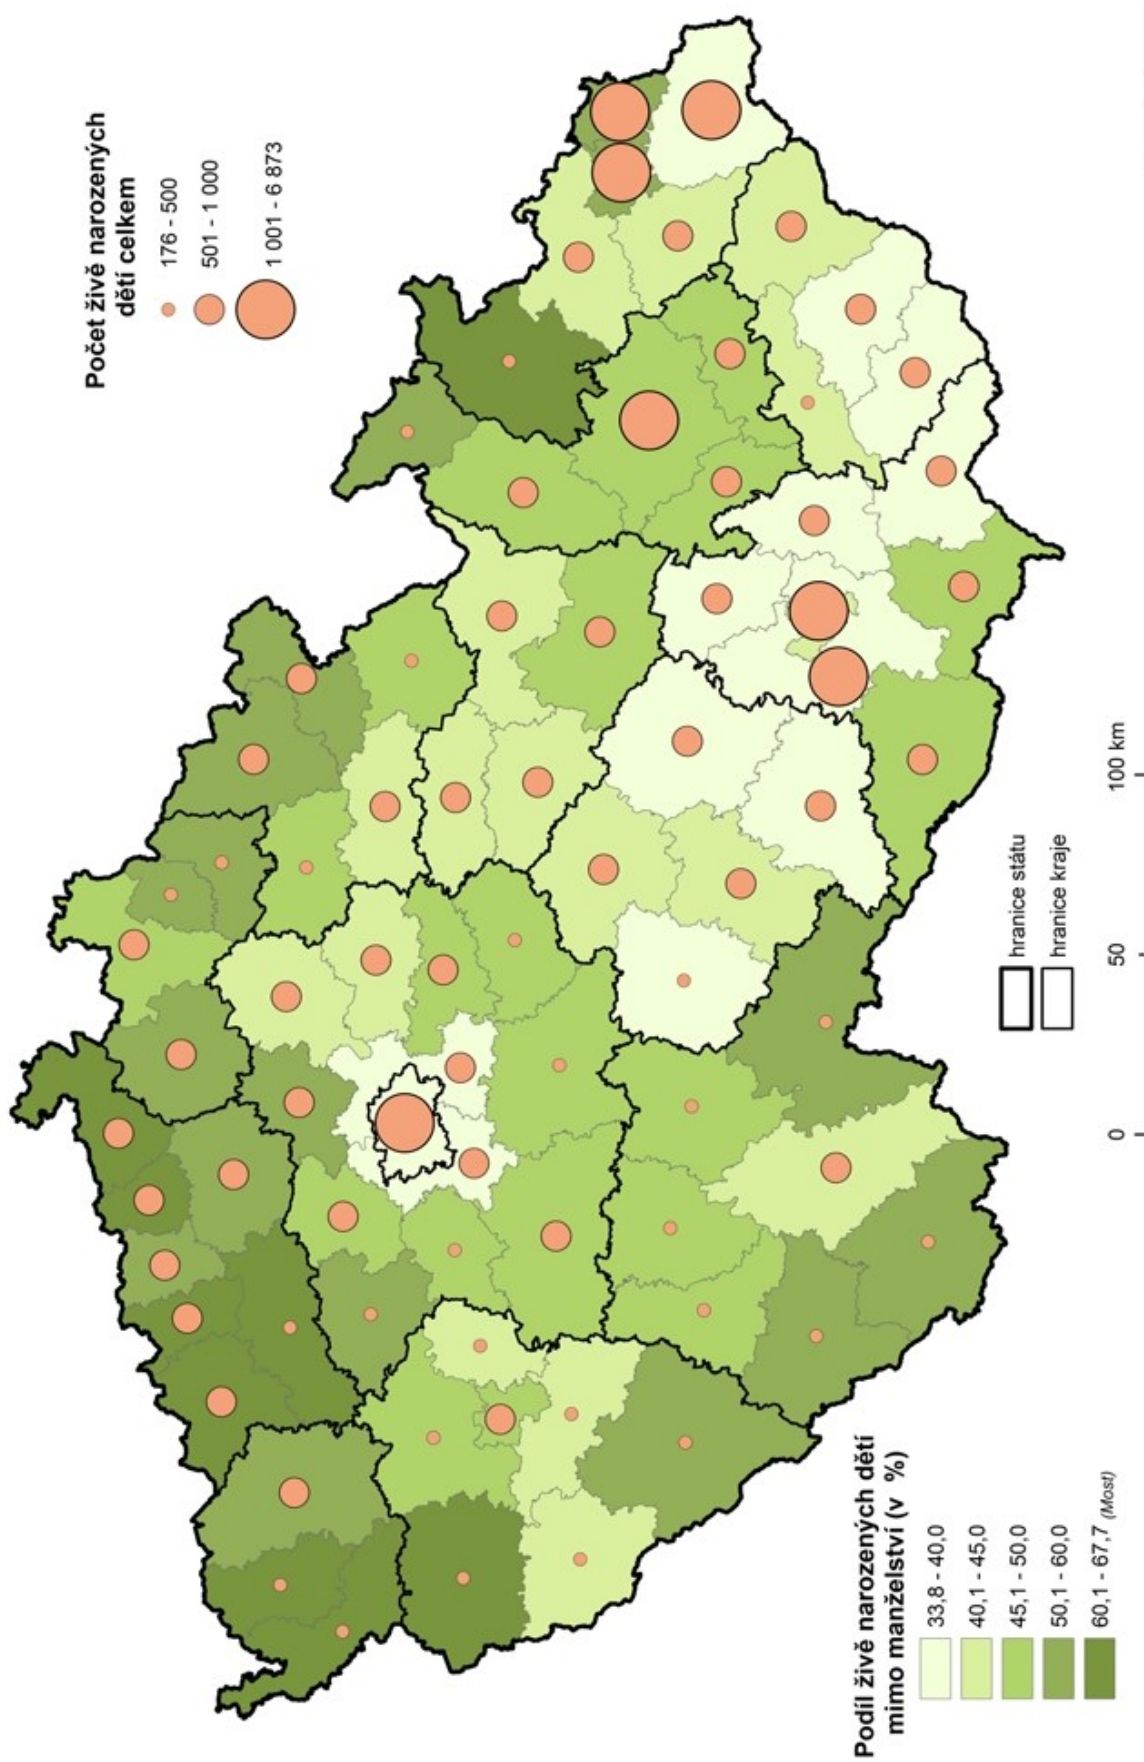 Počet živě narozených
dětí celkem
176 - 500
501 - 1 000
1 001 - 6 873
Podíl živě narozených dětí
mimo manželství (v %)
33,8 - 40,0
40,1 - 45,0
45,1 - 50,0
50,1 - 60,0
60,1 - 67,7 (Most)
hranice státu
hranice kraje
0 50 100 km